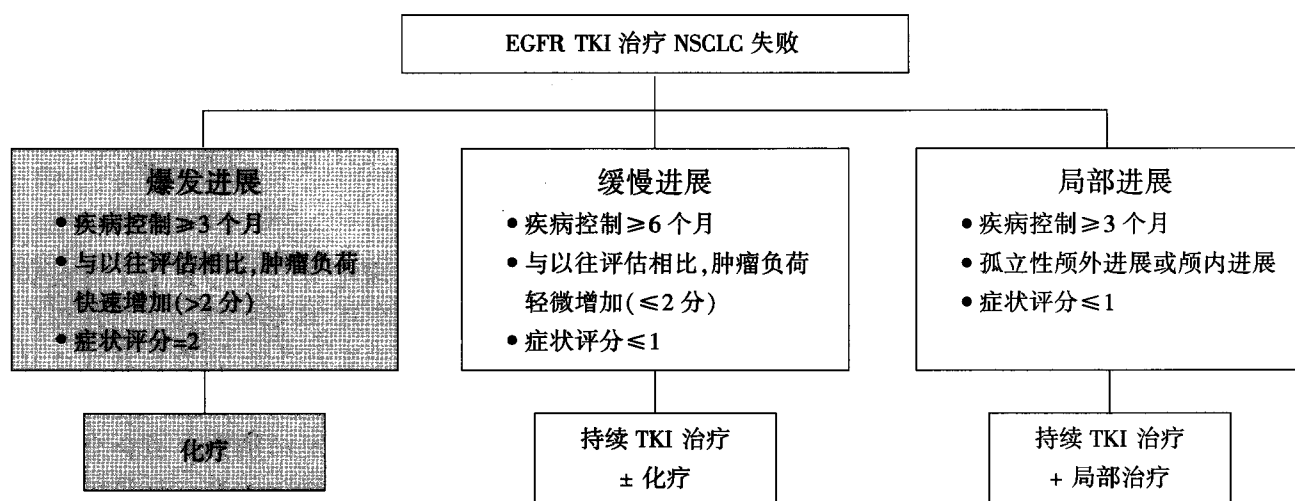 EGFR TKI 治疗 NSCLC 失败
爆发进展
• 疾病控制≥3 个月
• 与以往评估相比,肿瘤负荷
快速增加(>2 分)
• 症状评分=2
化疗
缓慢进展
• 疾病控制≥6 个月
• 与以往评估相比,肿瘤负荷
轻微增加(≤2 分)
• 症状评分≤1
持续 TKI 治疗
± 化疗
局部进展
• 疾病控制≥3 个月
• 孤立性颅外进展或颅内进展
• 症状评分≤1
持续 TKI 治疗
+ 局部治疗